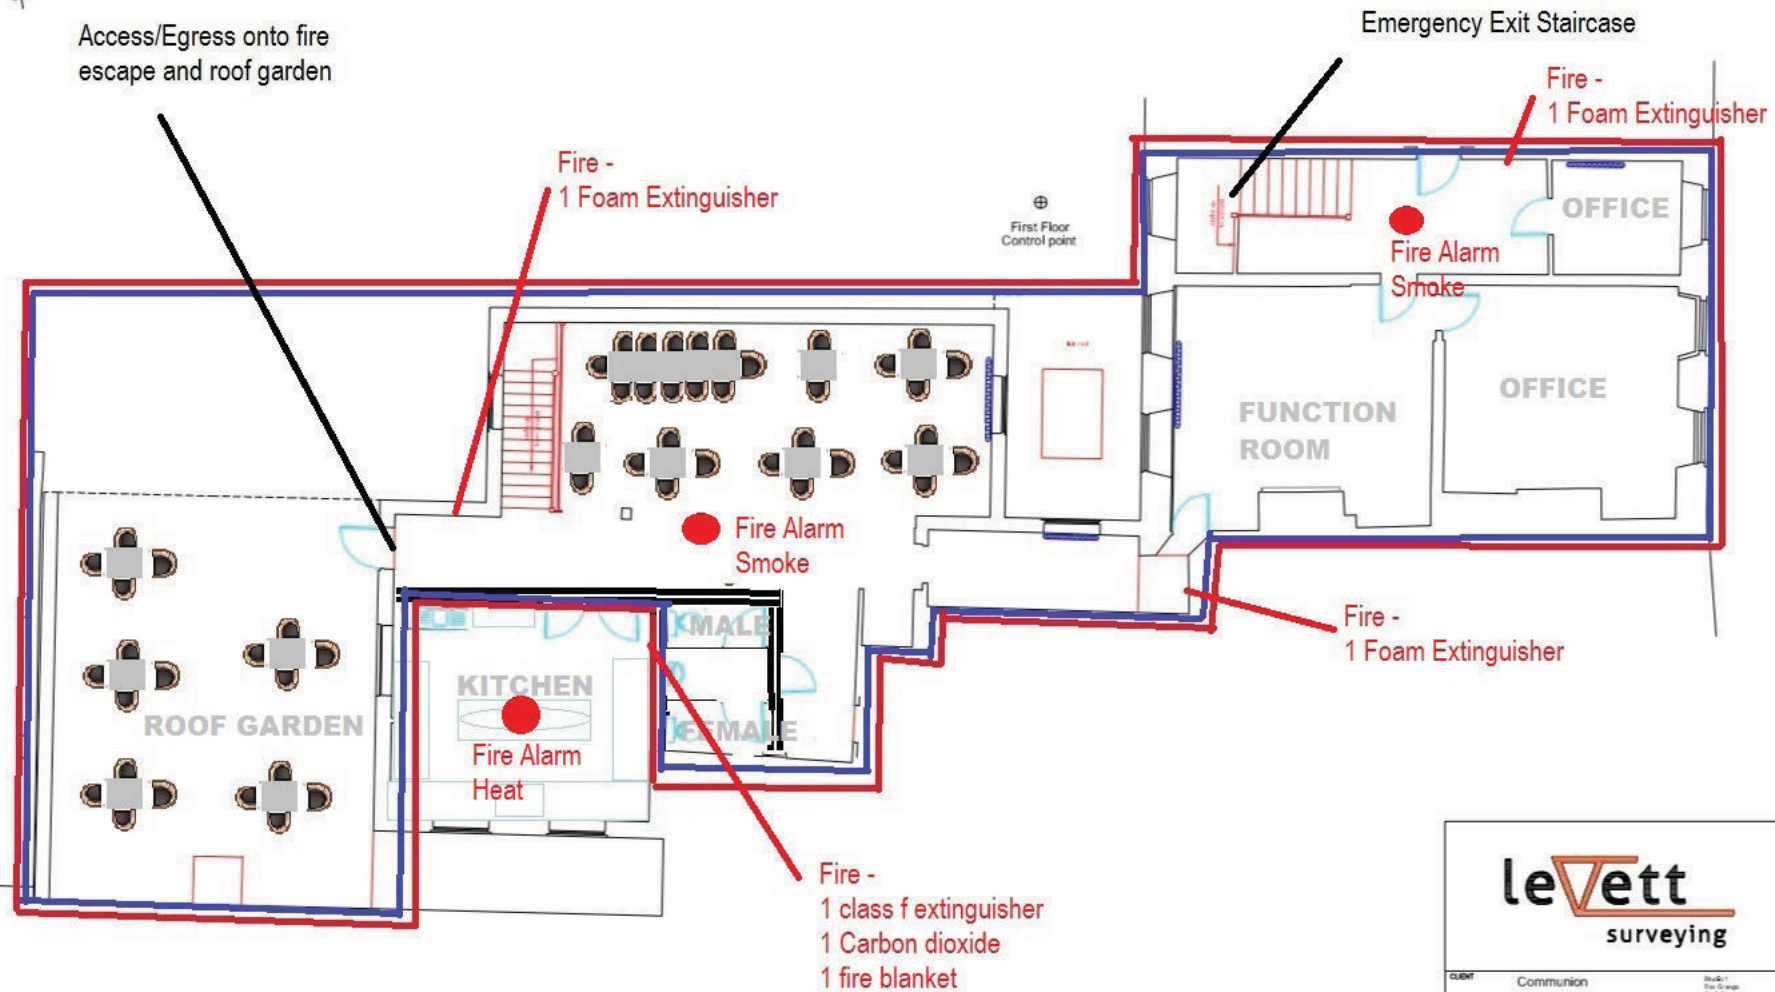 Access/Egress onto fire
escape and roof garden
Emergency Exit Staircase
Fire -
1 Foam Extinguisher
Fire -
1 Foam Extinguisher
First Floor
Control point
OFFICE
Fire Alarm
Smoke
FUNCTION
ROOM
OFFICE
Fire Alarm
Smoke
MALE
KITCHEN
FEMALE
ROOF GARDEN
Fire Alarm
Heat
Fire -
1 Foam Extinguisher
Fire -
1 class f extinguisher
1 Carbon dioxide
1 fire blanket
levett
surveying
CLIENT
Communion